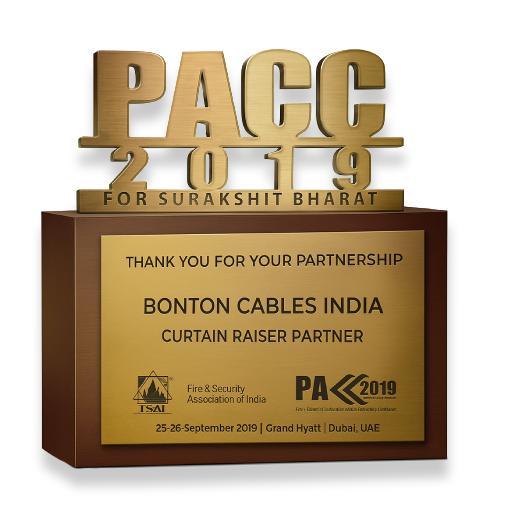 PACC
2019
FOR SURAKSHIT BHARAT
THANK YOU FOR YOUR PARTNERSHIP
BONTON CABLES INDIA
CURTAIN RAISER PARTNER
Fire & Security
Association of India
PA 2019
25-26-September 2019 | Grand Hyatt | Dubai, UAE